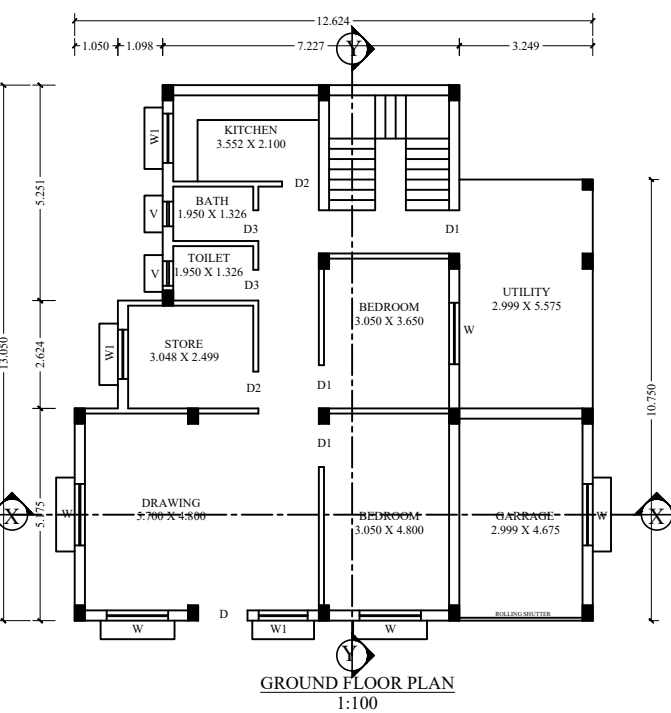 12.624
1.050
1.098
7.227
3.249
Y
KITCHEN
3.552 X 2.100
W1
D2
5.251
BATH
1.950 X 1.326
V
D3
D1
TOILET
1.950 X 1.326
V
D3
UTILITY
2.999 X 5.575
BEDROOM
3.050 X 3.650
W
STORE
3.048 X 2.499
W1
2.624
13.050
D2
D1
10.750
D1
DRAWING
5.700 X 4.800
BEDROOM
3.050 X 4.800
GARRAGE
2.999 X 4.675
X
5.175
W
W
X
ROLLING SHUTTER
D
W
W1
W
Y
GROUND FLOOR PLAN
1:100